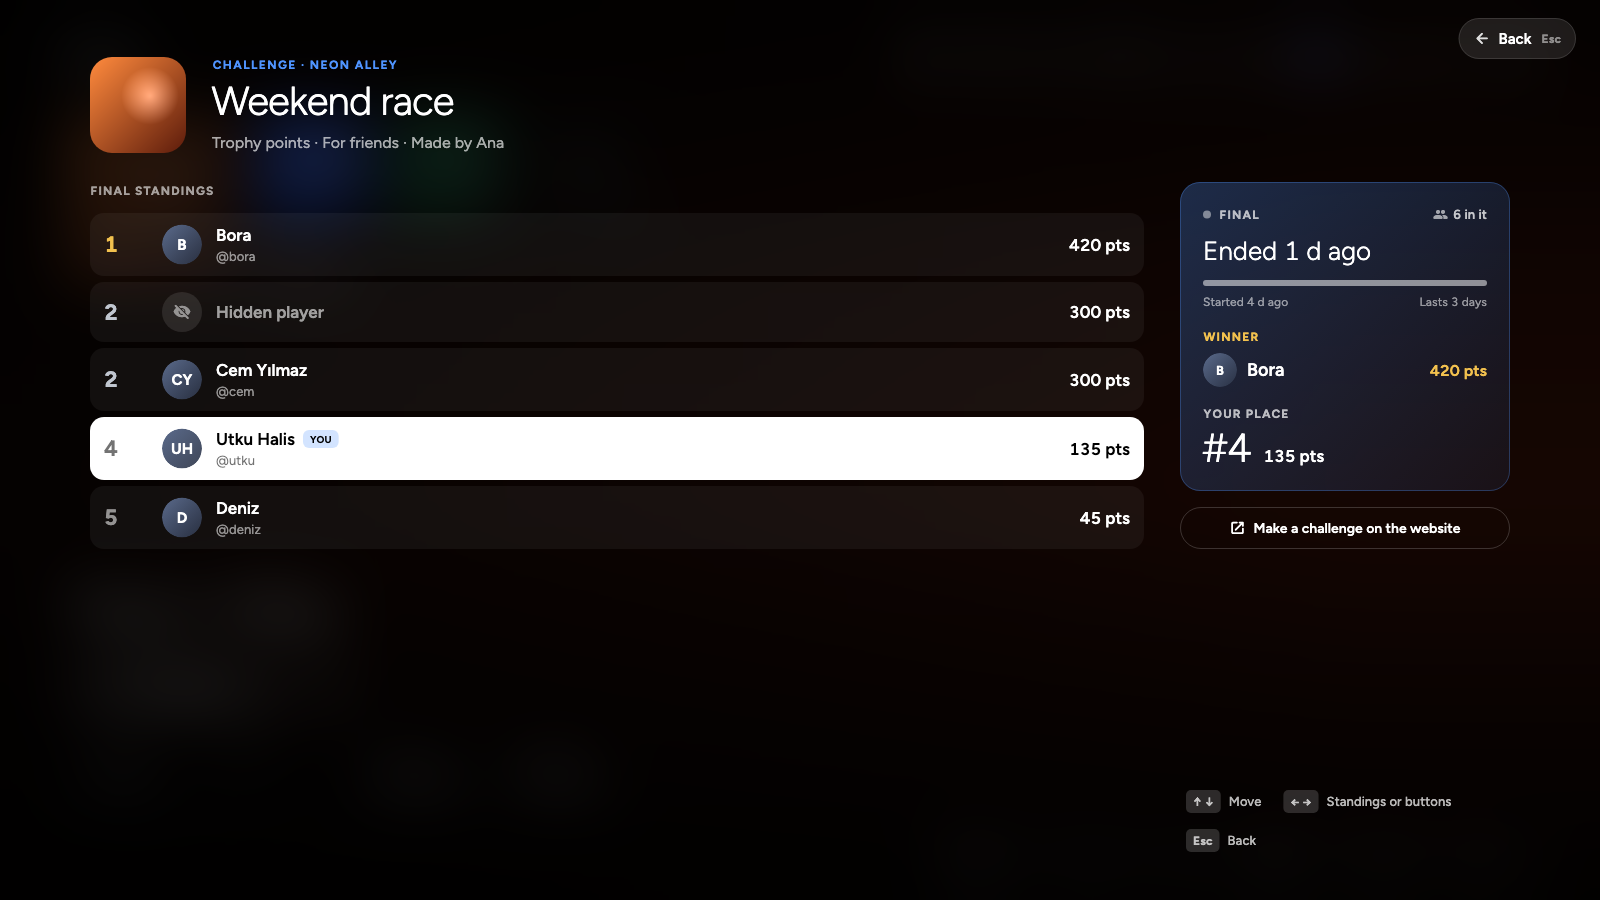 Back Esc
CHALLENGE · NEON ALLEY
Weekend race
Trophy points · For friends · Made by Ana
FINAL STANDINGS
1 B Bora 420 pts
@bora
2 Hidden player 300 pts
2 CY Cem Yılmaz 300 pts
@cem
4 UH Utku Halis YOU 135 pts
@utku
5 D Deniz 45 pts
@deniz
FINAL 6 in it
Ended 1 d ago
Started 4 d ago Lasts 3 days
WINNER
B Bora 420 pts
YOUR PLACE
#4 135 pts
Make a challenge on the website
↑ ↓ Move ← → Standings or buttons
Esc Back